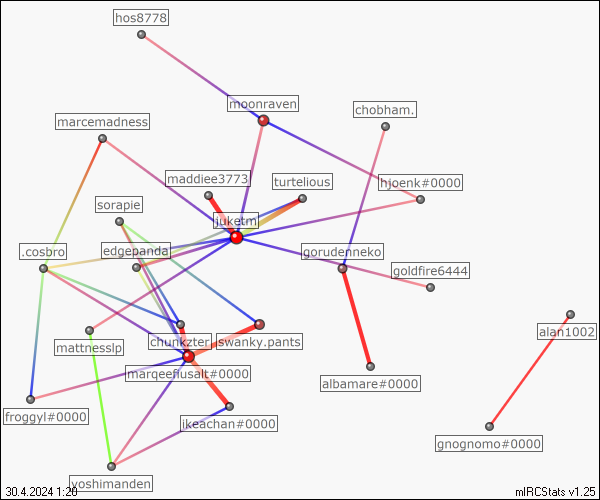 hos8778
moonraven
chobham.
marcemadness
maddiee3773
turtelious
hjoenk#0000
sorapie
juketm
.cosbro
edgepanda
gorudenneko
goldfire6444
alan1002
mattnesslp
chunkzter
swanky.pants
marqeeflusalt#0000
albamare#0000
froggyl#0000
ikeachan#0000
gnognomo#0000
yoshimanden
30.4.2024 1:20
mIRCStats v1.25